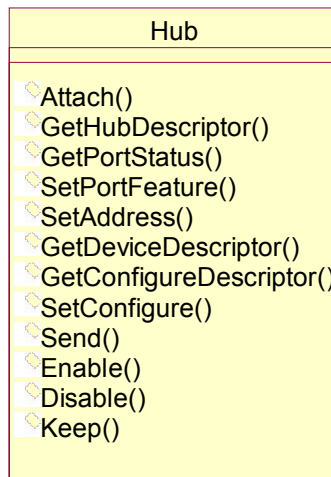 Hub
Attach()
GetHubDescriptor()
GetPortStatus()
SetPortFeature()
SetAddress()
GetDeviceDescriptor()
GetConfigureDescriptor()
SetConfigure()
Send()
Enable()
Disable()
Keep()